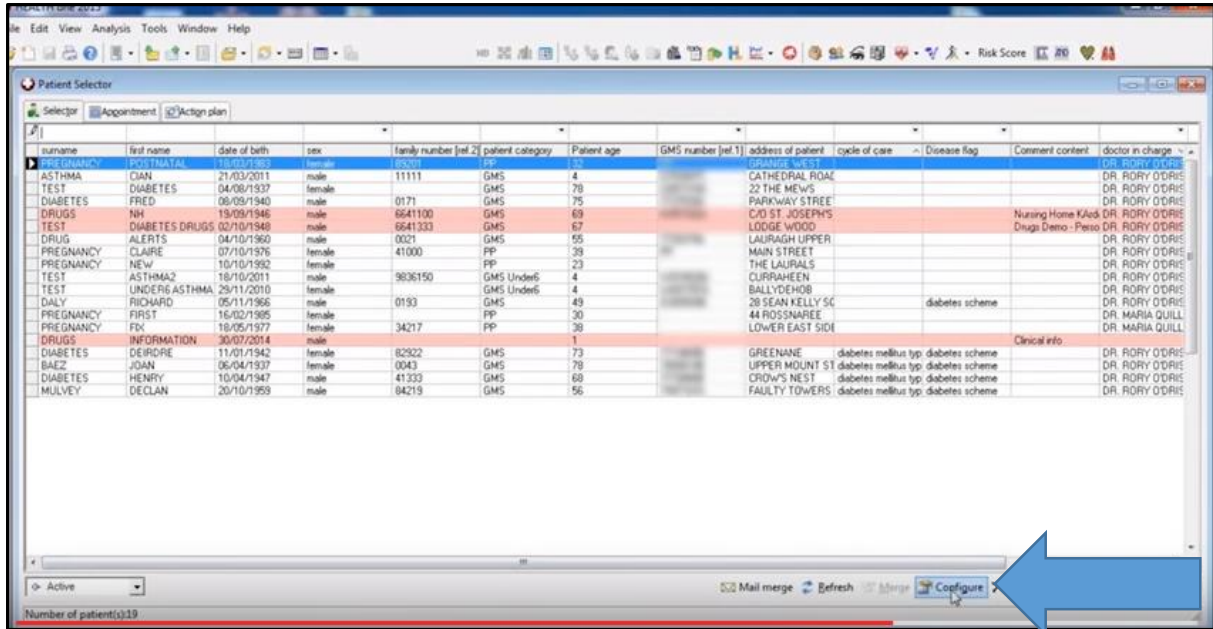 HEALTH one 2015
Edit View Analysis Tools Window Help
Risk Score
Patient Selector
Selector Appointment Action plan
surname first name date of birth sex family number [ref.2] patient category Patient age GMS number [ref.1] address of patient cycle of care Disease flag Comment content doctor in charge
PREGNANCY POSTNATAL 18/03/1983 female 89201 PP 32 GRANGE WEST DR. RORY O'DRIS
ASTHMA CIAN 21/03/2011 male 11111 GMS 4 CATHEDRAL ROAD DR. RORY O'DRIS
TEST DIABETES 04/08/1937 female GMS 78 22 THE MEWS DR. RORY O'DRIS
DIABETES FRED 08/09/1940 male 0171 GMS 75 PARKWAY STREE DR. RORY O'DRIS
DRUGS NH 19/09/1946 male 6641100 GMS 69 C/O ST. JOSEPH'S Nursing Home KArd DR. RORY O'DRIS
TEST DIABETES DRUGS 02/10/1948 male 6641333 GMS 67 LODGE WOOD Drugs Demo - Perso DR. RORY O'DRIS
DRUG ALERTS 04/10/1960 male 0021 GMS 55 LAURAGH UPPER DR. RORY O'DRIS
PREGNANCY CLAIRE 07/10/1976 female 41000 PP 39 MAIN STREET DR. RORY O'DRIS
PREGNANCY NEW 10/10/1992 female PP 23 THE LAURALS DR. RORY O'DRIS
TEST ASTHMA2 18/10/2011 male 9836150 GMS Under6 4 CURRAHEEN DR. RORY O'DRIS
TEST UNDER6 ASTHMA 29/11/2010 female GMS Under6 4 BALLYDEHOB DR. RORY O'DRIS
DALY RICHARD 05/11/1966 male 0193 GMS 49 28 SEAN KELLY SQ diabetes scheme DR. RORY O'DRIS
PREGNANCY FIRST 16/02/1985 female PP 30 44 ROSSNAREE DR. MARIA QUILL
PREGNANCY FDX 18/05/1977 female 34217 PP 38 LOWER EAST SIDE DR. MARIA QUILL
DRUGS INFORMATION 30/07/2014 male 1 Clinical info
DIABETES DEIRDRE 11/01/1942 female 82922 GMS 73 GREENANE diabetes mellitus typ diabetes scheme DR. RORY O'DRIS
BAEZ JOAN 06/04/1937 female 0043 GMS 78 UPPER MOUNT ST diabetes mellitus typ diabetes scheme DR. RORY O'DRIS
DIABETES HENRY 10/04/1947 male 41333 GMS 68 CROW'S NEST diabetes mellitus typ diabetes scheme DR. RORY O'DRIS
MULVEY DECLAN 20/10/1959 male 84219 GMS 56 FAULTY TOWERS diabetes mellitus typ diabetes scheme DR. RORY O'DRIS
Active Mail merge Refresh Merge Configure
Number of patient(s):19